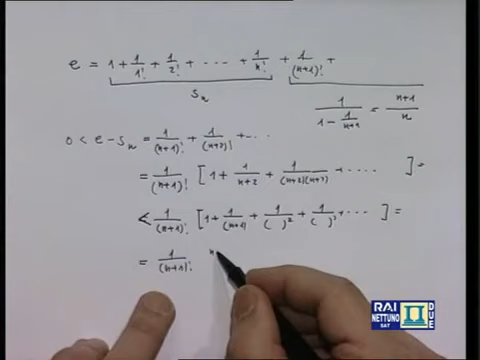 e = 1 + 1/1! + 1/2! + ... + 1/n! + 1/(n+1)! +
Sn
1/(1 - 1/(n+1)) = (n+1)/n
0 < e - Sn = 1/(n+1)! + 1/(n+2)! + ...
= 1/(n+1)! [ 1 + 1/(n+2) + 1/((n+2)(n+3)) + .... ] =
< 1/(n+1)! [ 1 + 1/(n+1) + 1/( )² + 1/( )³ + ... ] =
= 1/(n+1)! n
RAI
NETTUNO
SAT
DUE